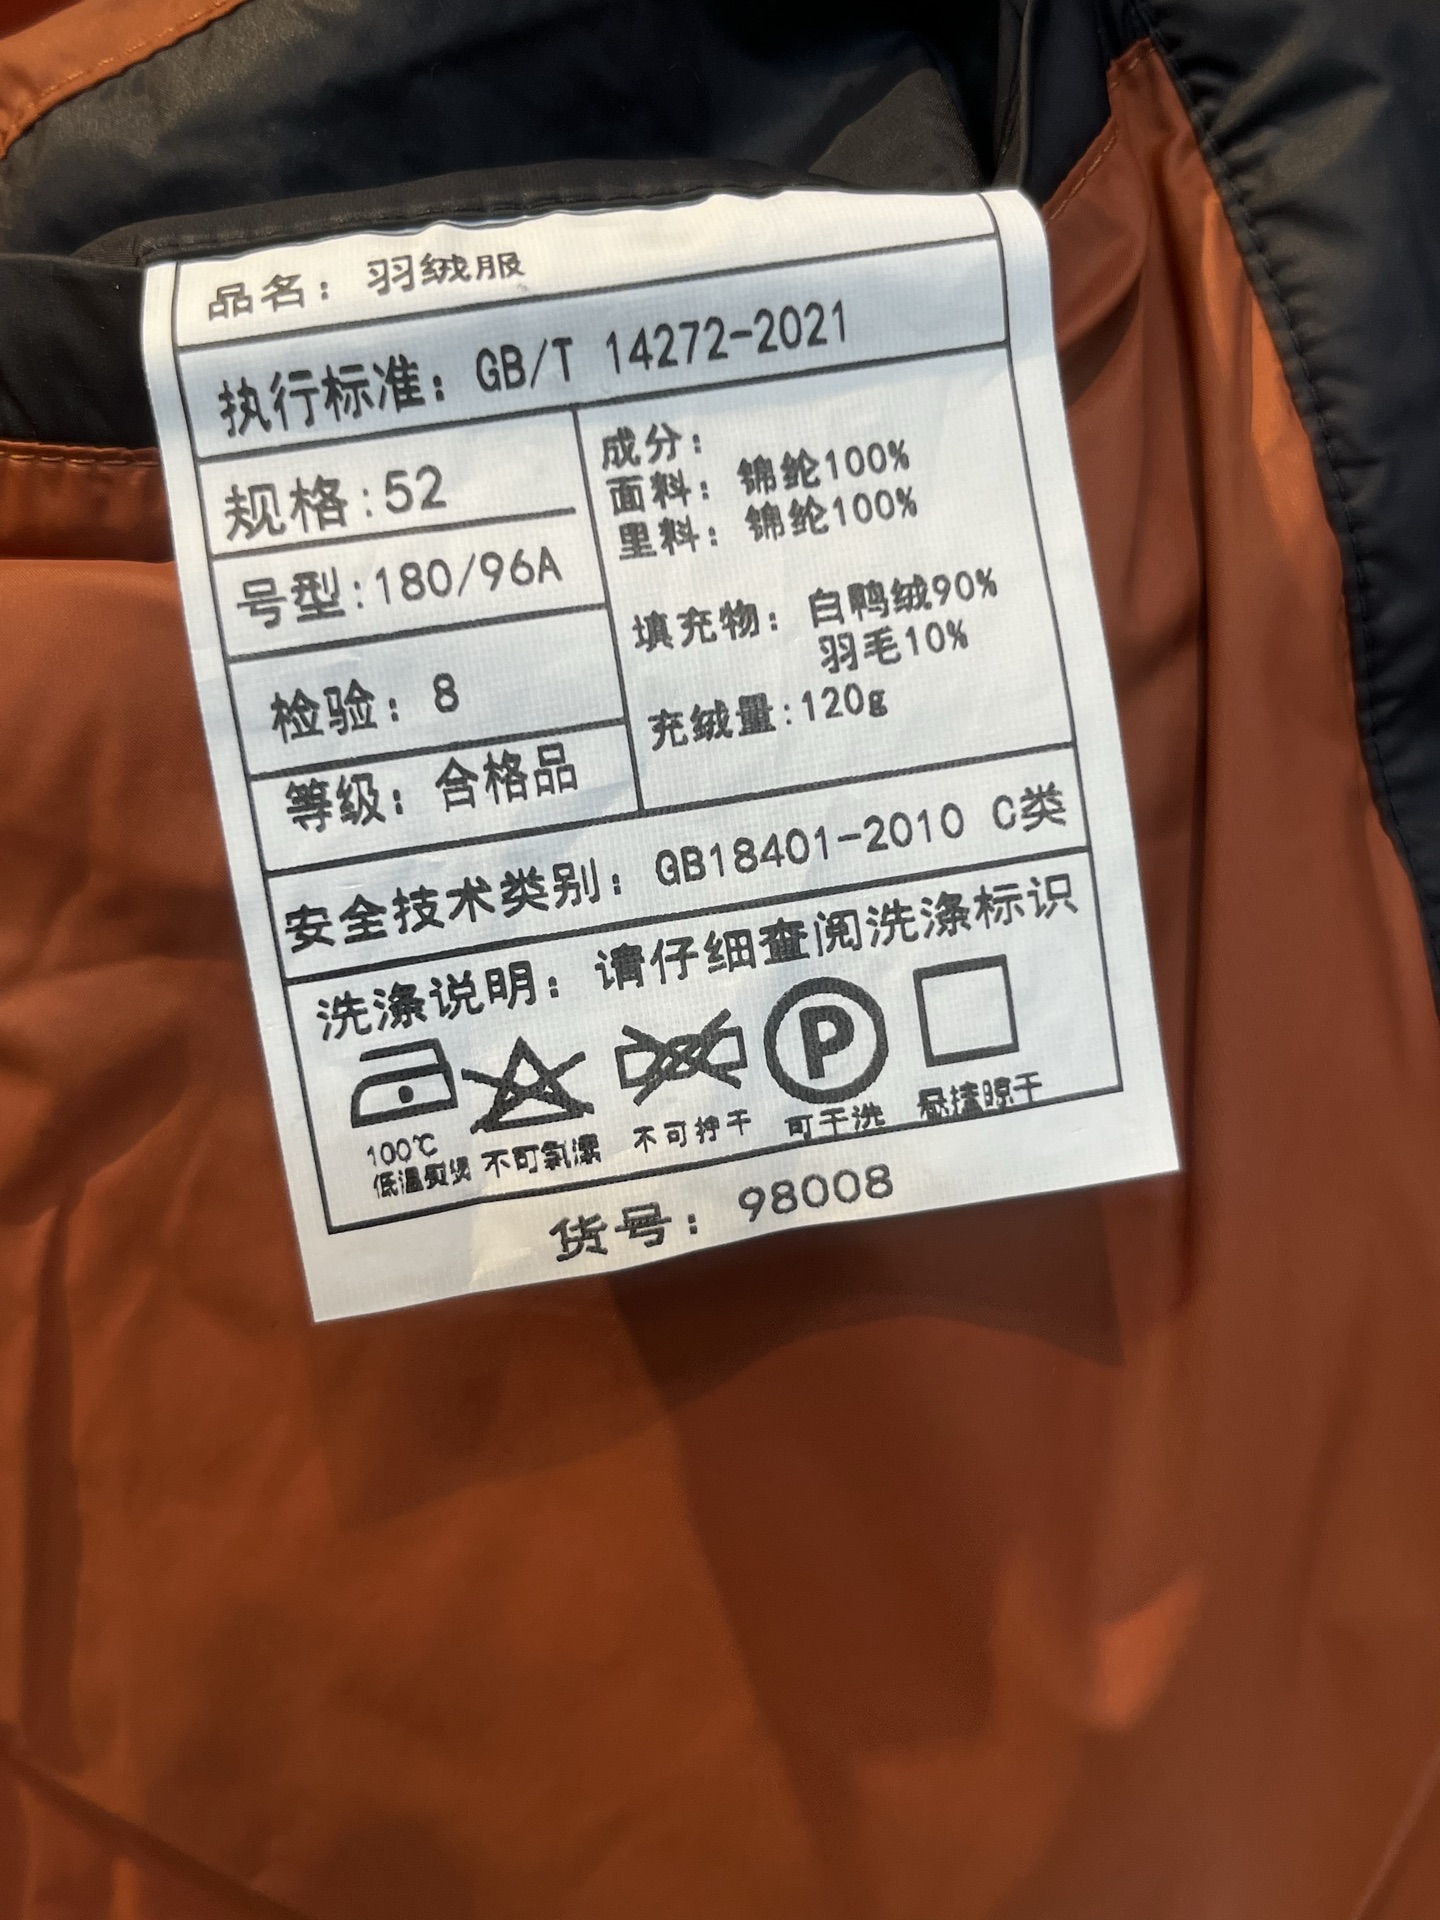 品名：羽绒服
执行标准：GB/T 14272-2021
规格:52
号型:180/96A
检验：8
等级：合格品
成分：
面料：锦纶100%
里料：锦纶100%
填充物：白鸭绒90%
羽毛10%
充绒量:120g
安全技术类别：GB18401-2010 C类
洗涤说明：请仔细查阅洗涤标识
P
100℃
低温熨烫 不可氯漂 不可拧干 可干洗 悬挂晾干
货号：98008